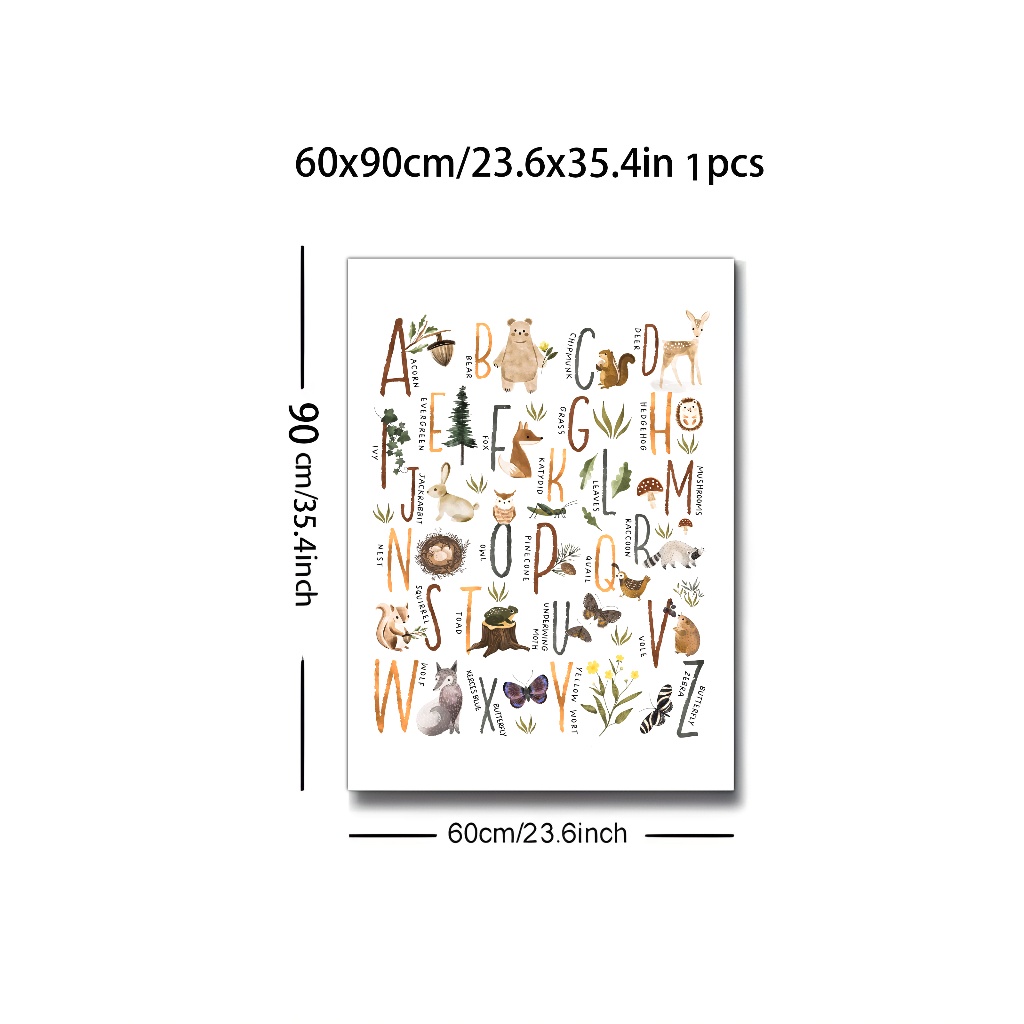 60x90cm/23.6x35.4in 1pcs
90 cm/35.4inch
A
ACORN
B
BEAR
C
CHIPMUNK
D
DEER
E
EVERGREEN
F
FOX
G
GRASS
H
HEDGEHOG
I
IVY
J
JACKRABBIT
K
KATYDID
L
LEAVES
M
MUSHROOMS
N
NEST
O
OWL
P
PINECONE
Q
QUAIL
R
RACCOON
S
SQUIRREL
T
TOAD
U
UNDERWING
MOTH
V
VOLE
W
WOLF
X
XERCES BLUE
BUTTERFLY
Y
YELLOW WORT
Z
ZEBRA
BUTTERFLY
60cm/23.6inch